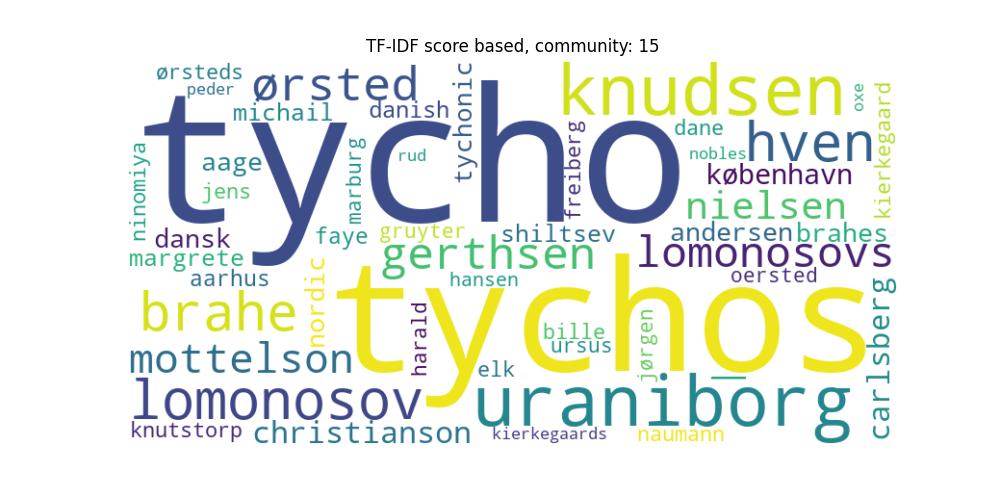 TF-IDF score based, community: 15
ørsteds
peder
ørsted
tychonic
knudsen
oxe
michail
danish
tycho
dane
hven
kierkegaard
ninomiya
aage
marburg
rud
freiberg
nobles
københavn
jens
nielsen
dansk
faye
gruyter
shiltsev
andersen
brahes
margrete
gerthsen
lomonosovs
aarhus
nordic
hansen
oersted
tychos
brahe
harald
bille
ursus
jørgen
carlsberg
mottelson
elk
lomonosov
uraniborg
knutstorp
christianson
kierkegaards
naumann